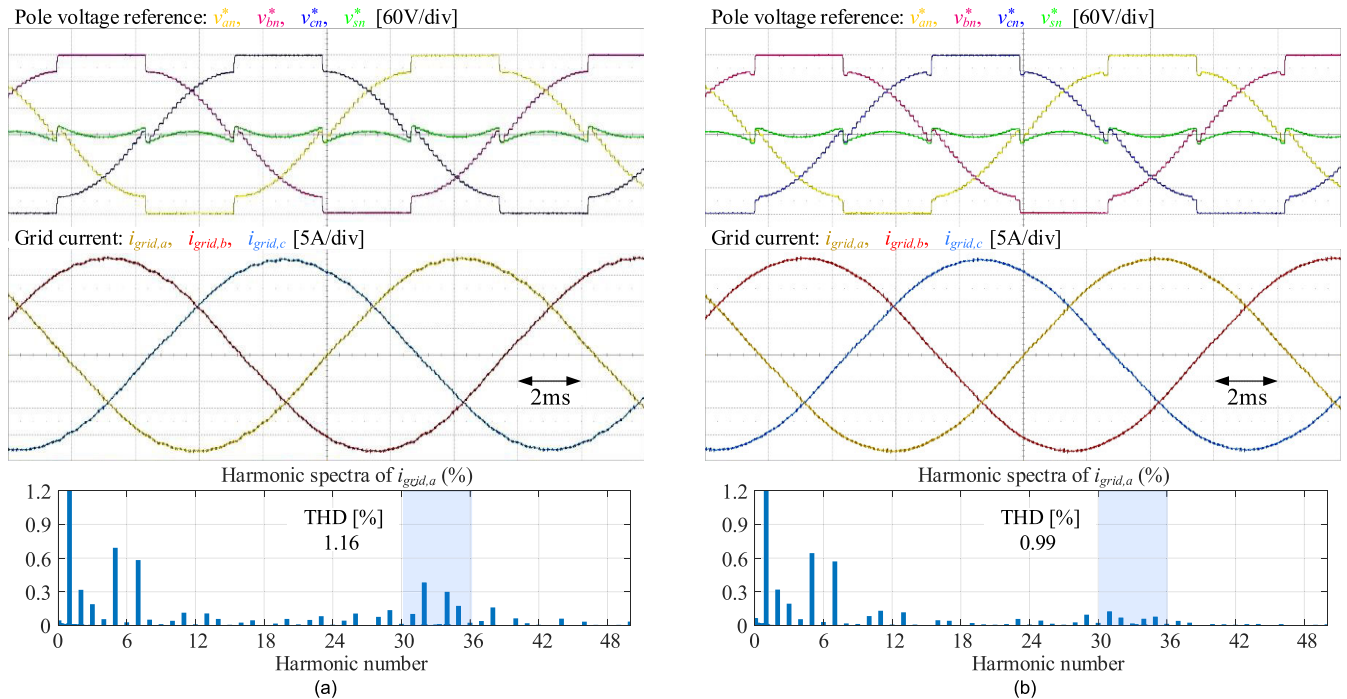 Pole voltage reference: v*an, v*bn, v*cn, v*sn [60V/div]
Grid current: igrid,a, igrid,b, igrid,c [5A/div]
2ms
Harmonic spectra of igrid,a (%)
1.2
0.9
0.6
0.3
0
THD [%]
1.16
0 6 12 18 24 30 36 42 48
Harmonic number
(a)
Pole voltage reference: v*an, v*bn, v*cn, v*sn [60V/div]
Grid current: igrid,a, igrid,b, igrid,c [5A/div]
2ms
Harmonic spectra of igrid,a (%)
1.2
0.9
0.6
0.3
0
THD [%]
0.99
0 6 12 18 24 30 36 42 48
Harmonic number
(b)